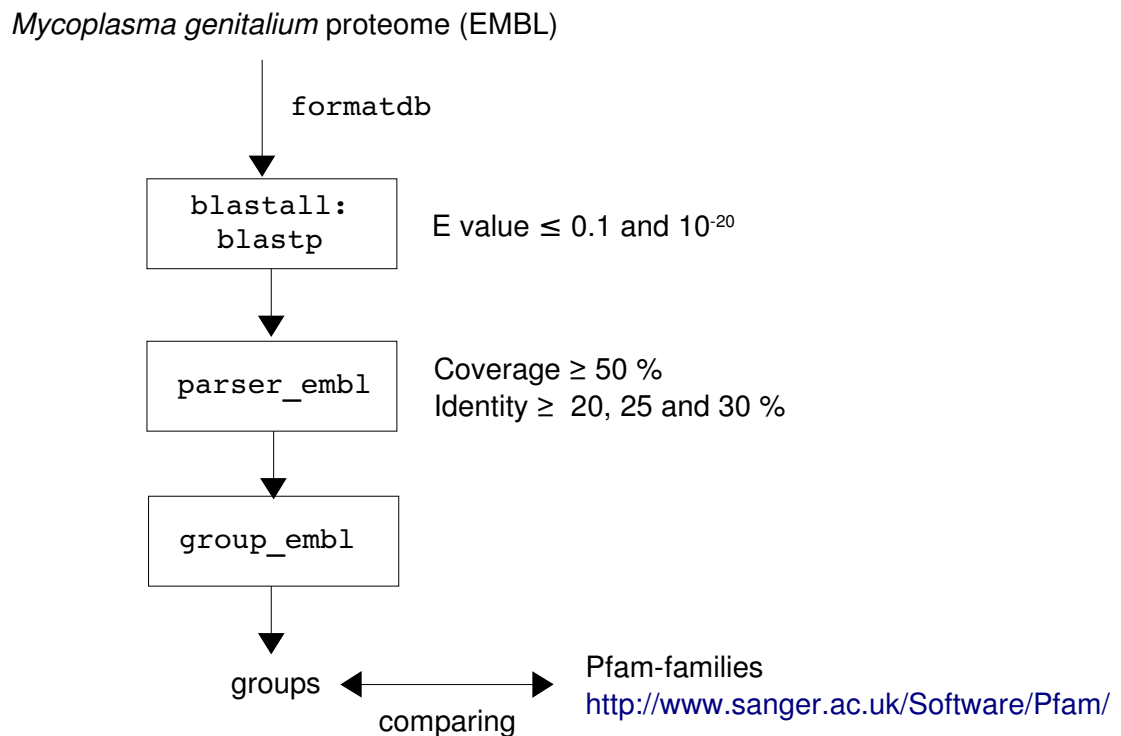 Mycoplasma genitalium proteome (EMBL)
formatdb
blastall:
blastp
E value ≤ 0.1 and 10⁻²⁰
parser_embl
Coverage ≥ 50 %
Identity ≥ 20, 25 and 30 %
group_embl
groups
comparing
Pfam-families
http://www.sanger.ac.uk/Software/Pfam/